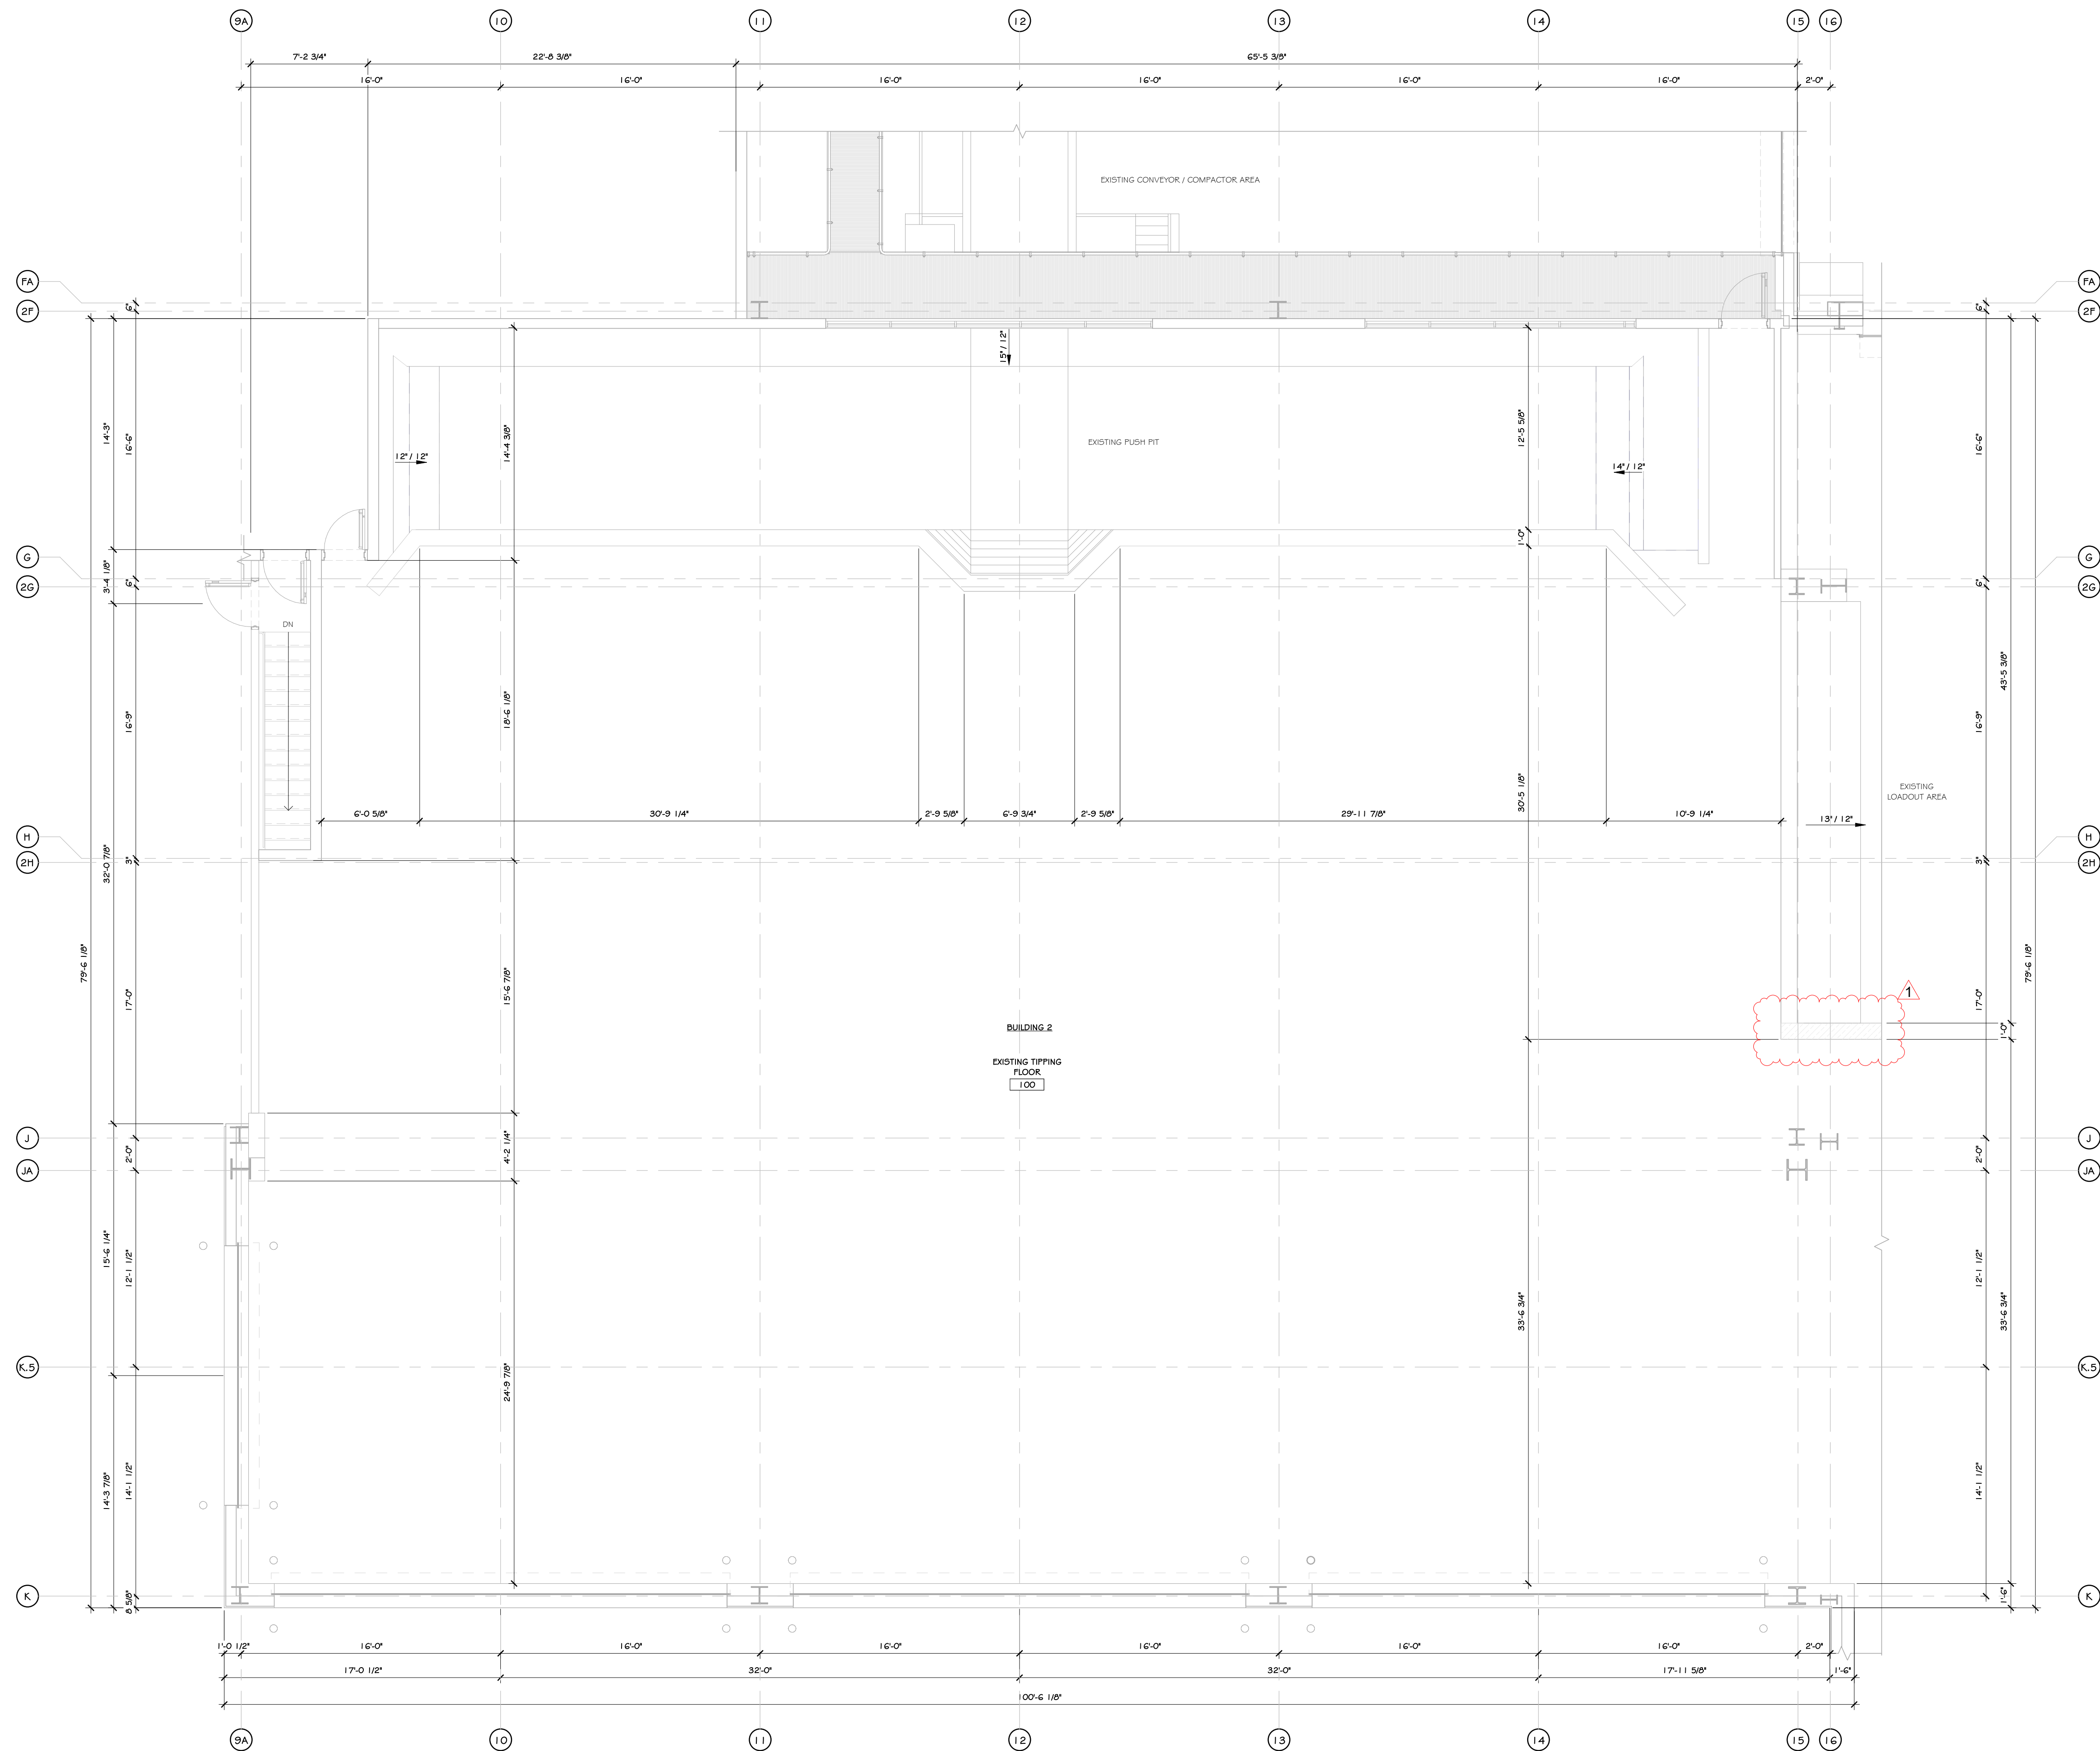 9A
10
11
12
13
14
15
16
7'-2 3/4"
22'-8 3/8"
65'-5 3/8"
16'-0"
16'-0"
16'-0"
16'-0"
16'-0"
16'-0"
2'-0"
EXISTING CONVEYOR / COMPACTOR AREA
FA
FA
6"
6"
2F
2F
15" / 12"
14'-3"
16'-6"
14'-4 3/8"
12'-5 5/8"
16'-6"
EXISTING PUSH PIT
12" / 12"
14" / 12"
1'-0"
G
G
3'-4 1/8"
6"
6"
2G
2G
DN
43'-5 3/8"
16'-9"
18'-6 1/8"
16'-9"
EXISTING
LOADOUT AREA
30'-5 1/8"
6'-0 5/8"
30'-9 1/4"
2'-9 5/8"
6'-9 3/4"
2'-9 5/8"
29'-11 7/8"
10'-9 1/4"
13" / 12"
H
H
32'-0 7/8"
3"
3"
2H
2H
79'-6 1/8"
17'-0"
15'-6 7/8"
17'-0"
79'-6 1/8"
1
BUILDING 2
1'-0"
EXISTING TIPPING
FLOOR
100
J
J
2'-0"
4'-2 1/4"
2'-0"
JA
JA
15'-6 1/4"
12'-1 1/2"
12'-1 1/2"
33'-6 3/4"
33'-6 3/4"
K.5
K.5
24'-9 7/8"
14'-3 7/8"
14'-1 1/2"
14'-1 1/2"
K
K
8 5/8"
1'-6"
1'-0 1/2"
16'-0"
16'-0"
16'-0"
16'-0"
16'-0"
16'-0"
2'-0"
17'-0 1/2"
32'-0"
32'-0"
17'-11 5/8"
1'-6"
100'-6 1/8"
9A
10
11
12
13
14
15
16